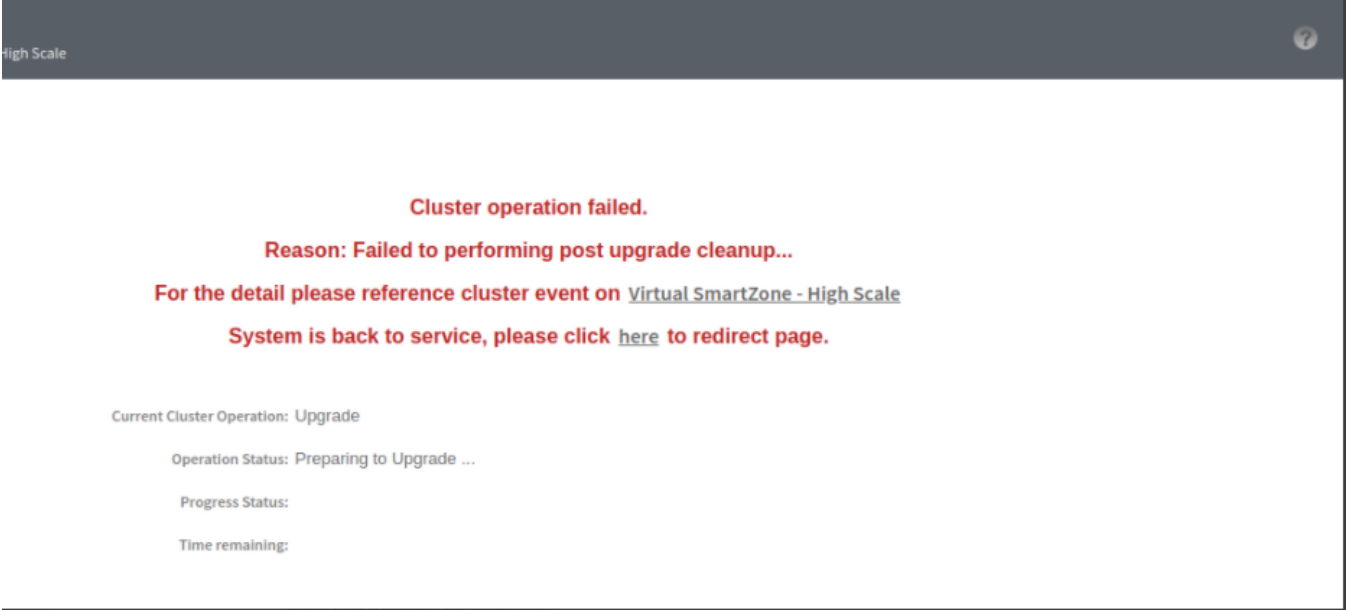 High Scale
?
Cluster operation failed.
Reason: Failed to performing post upgrade cleanup...
For the detail please reference cluster event on Virtual SmartZone - High Scale
System is back to service, please click here to redirect page.
Current Cluster Operation: Upgrade
Operation Status: Preparing to Upgrade ...
Progress Status:
Time remaining: